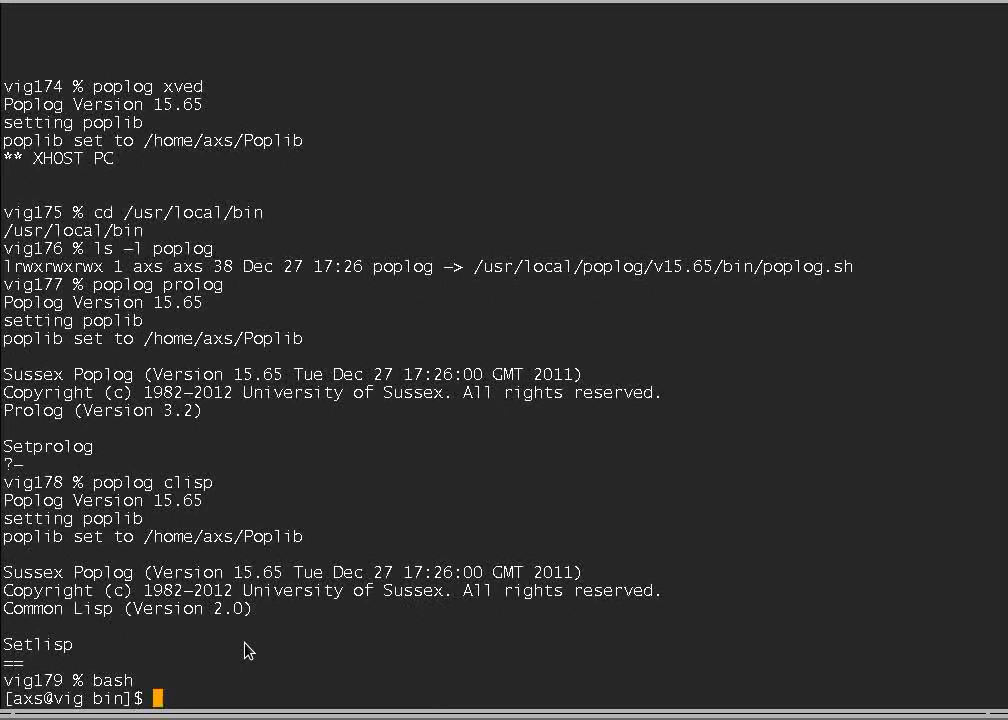 vig174 % poplog xved
Poplog Version 15.65
setting poplib
poplib set to /home/axs/Poplib
** XHOST PC
vig175 % cd /usr/local/bin
/usr/local/bin
vig176 % ls -l poplog
lrwxrwxrwx 1 axs axs 38 Dec 27 17:26 poplog -> /usr/local/poplog/v15.65/bin/poplog.sh
vig177 % poplog prolog
Poplog Version 15.65
setting poplib
poplib set to /home/axs/Poplib
Sussex Poplog (Version 15.65 Tue Dec 27 17:26:00 GMT 2011)
Copyright (c) 1982-2012 University of Sussex. All rights reserved.
Prolog (Version 3.2)
Setprolog
?-
vig178 % poplog clisp
Poplog Version 15.65
setting poplib
poplib set to /home/axs/Poplib
Sussex Poplog (Version 15.65 Tue Dec 27 17:26:00 GMT 2011)
Copyright (c) 1982-2012 University of Sussex. All rights reserved.
Common Lisp (Version 2.0)
Setlisp
==
vig179 % bash
[axs@vig bin]$